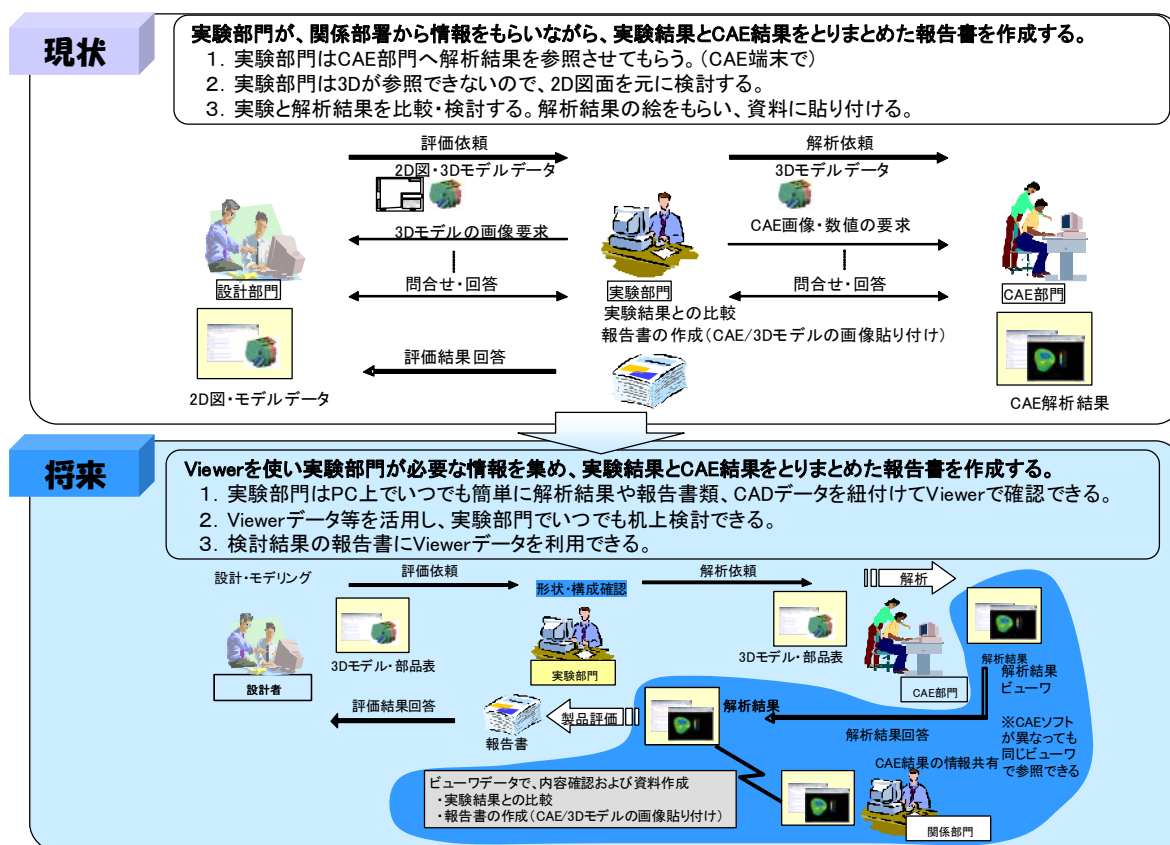 現状
実験部門が、関係部署から情報をもらいながら、実験結果とCAE結果をとりまとめた報告書を作成する。
1. 実験部門はCAE部門へ解析結果を参照させてもらう。(CAE端末で)
2. 実験部門は3Dが参照できないので、2D図面を元に検討する。
3. 実験と解析結果を比較・検討する。解析結果の絵をもらい、資料に貼り付ける。
評価依頼
2D図・3Dモデルデータ
解析依頼
3Dモデルデータ
3Dモデルの画像要求
CAE画像・数値の要求
設計部門
問合せ・回答
実験部門
問合せ・回答
CAE部門
実験結果との比較
報告書の作成(CAE/3Dモデルの画像貼り付け)
評価結果回答
2D図・モデルデータ
CAE解析結果
将来
Viewerを使い実験部門が必要な情報を集め、実験結果とCAE結果をとりまとめた報告書を作成する。
1. 実験部門はPC上でいつでも簡単に解析結果や報告書類、CADデータを紐付けてViewerで確認できる。
2. Viewerデータ等を活用し、実験部門でいつでも机上検討できる。
3. 検討結果の報告書にViewerデータを利用できる。
設計・モデリング
評価依頼
形状・構成確認
解析依頼
解析
3Dモデル・部品表
実験部門
3Dモデル・部品表
設計者
CAE部門
解析結果
解析結果
ビューワ
評価結果回答
報告書
製品評価
解析結果
解析結果回答
※CAEソフト
が異なっても
同じビューワ
で参照できる
CAE結果の情報共有
ビューワデータで、内容確認および資料作成
・実験結果との比較
・報告書の作成(CAE/3Dモデルの画像貼り付け)
関係部門